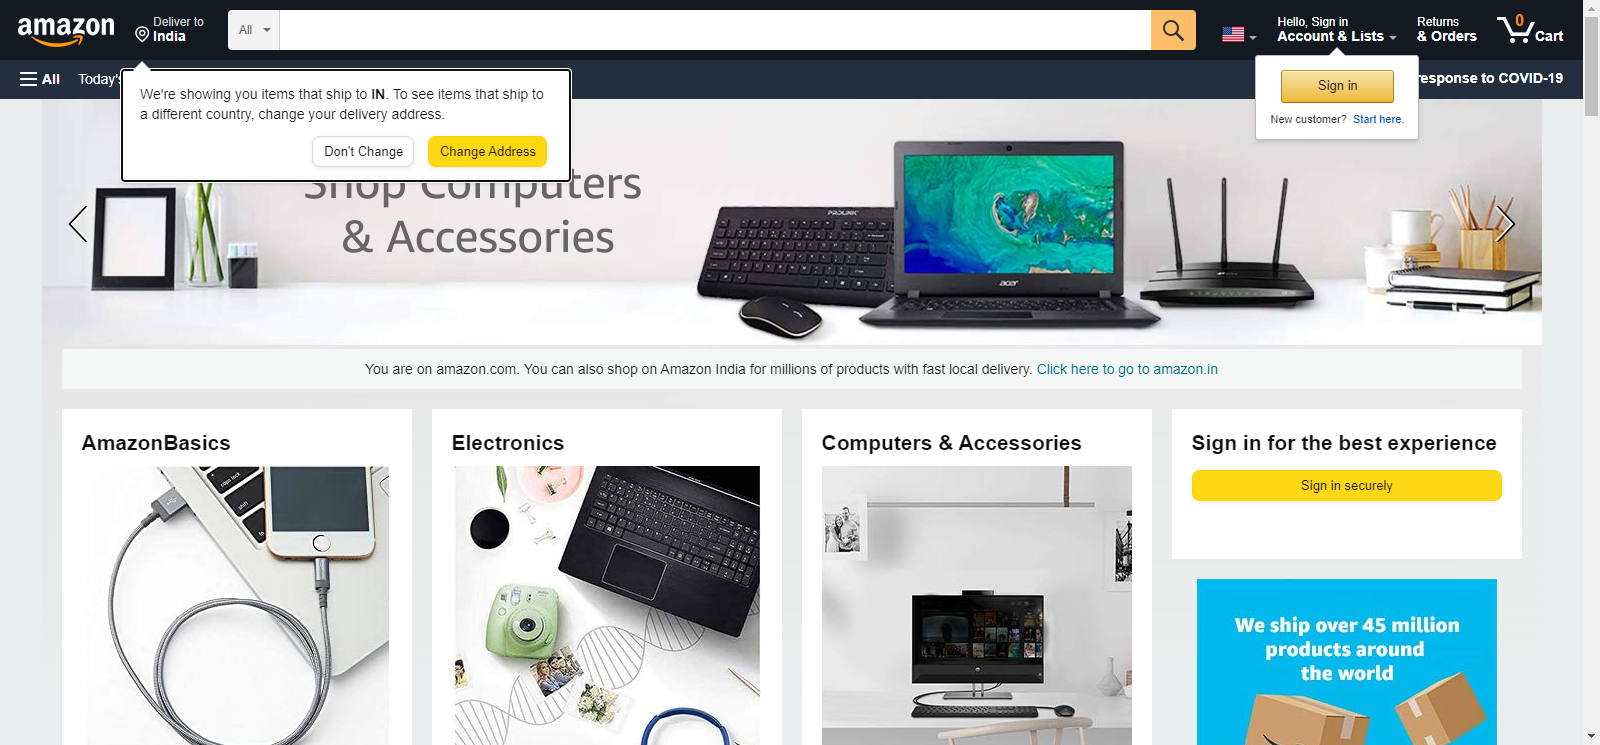 amazon
Deliver to
India
All
Hello, Sign in
Account & Lists
Returns
& Orders
0
Cart
All
Today's
response to COVID-19
We're showing you items that ship to IN. To see items that ship to
a different country, change your delivery address.
Don't Change
Change Address
Sign in
New customer? Start here.
Shop Computers
& Accessories
PROLINK
acer
You are on amazon.com. You can also shop on Amazon India for millions of products with fast local delivery. Click here to go to amazon.in
AmazonBasics
Electronics
Computers & Accessories
Sign in for the best experience
Sign in securely
caps lock
shift
We ship over 45 million
products around
the world